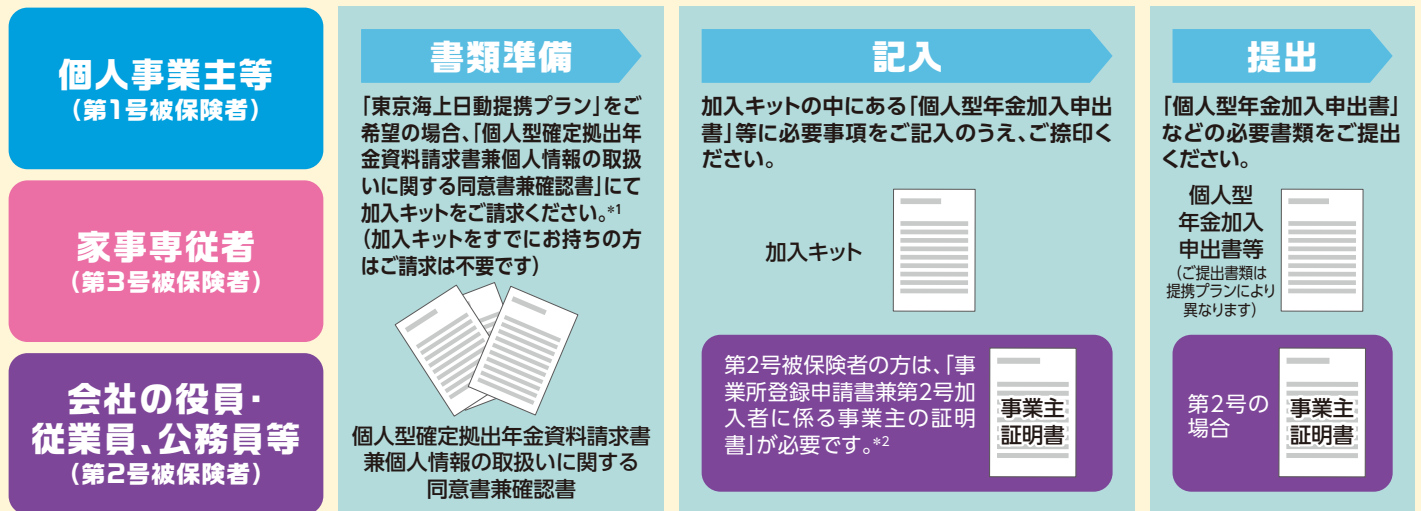 個人事業主等
（第1号被保険者）
家事専従者
（第3号被保険者）
会社の役員・
従業員、公務員等
（第2号被保険者）
書類準備
「東京海上日動提携プラン」をご
希望の場合、「個人型確定拠出年
金資料請求書兼個人情報の取扱
いに関する同意書兼確認書」にて
加入キットをご請求ください。*1
（加入キットをすでにお持ちの方
はご請求は不要です）
個人型確定拠出年金資料請求書
兼個人情報の取扱いに関する
同意書兼確認書
記入
加入キットの中にある「個人型年金加入申出
書」等に必要事項をご記入のうえ、ご捺印く
ださい。
加入キット
第2号被保険者の方は、「事
業所登録申請書兼第2号加
入者に係る事業主の証明
書」が必要です。*2
事業主
証明書
提出
「個人型年金加入申出書」
などの必要書類をご提出
ください。
個人型
年金加入
申出書等
（ご提出書類は
提携プランにより
異なります）
第2号の
場合
事業主
証明書